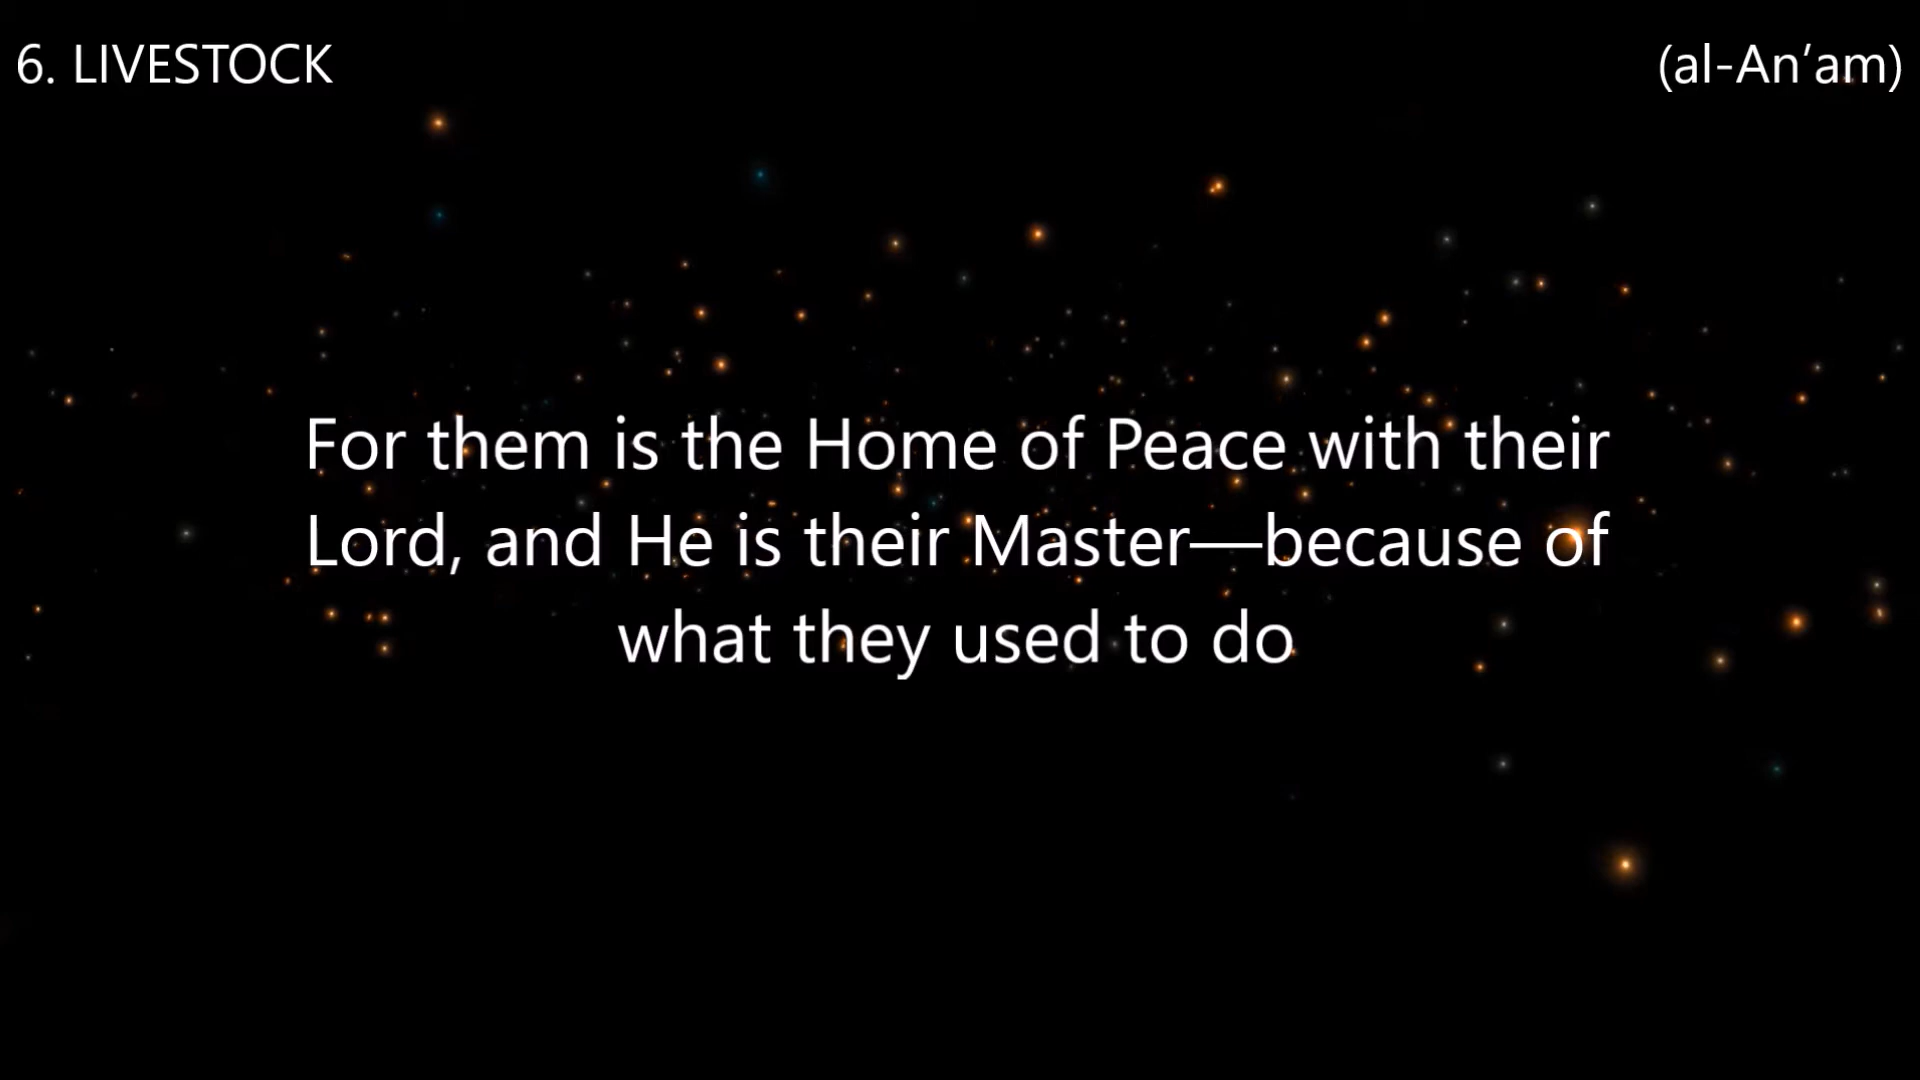 6. LIVESTOCK
(al-An’am)
For them is the Home of Peace with their
Lord, and He is their Master—because of
what they used to do